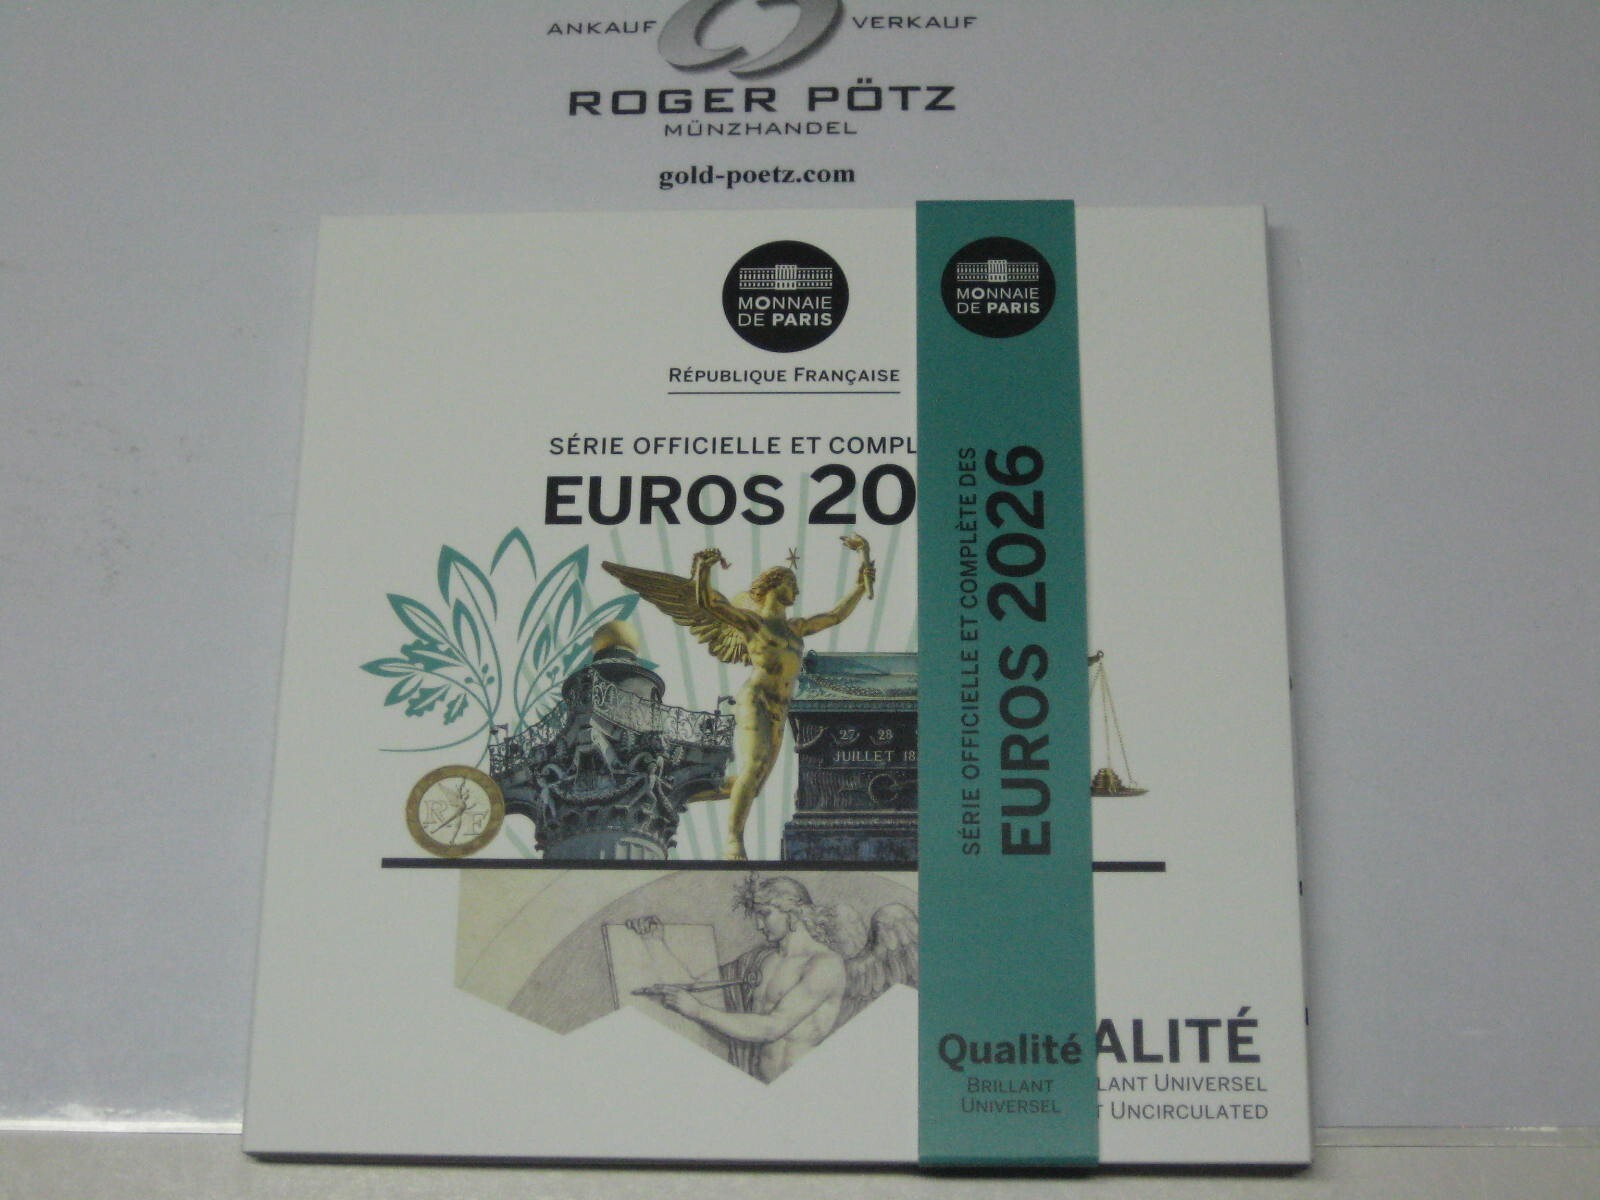 ANKAUF VERKAUF
ROGER PÖTZ
MÜNZHANDEL
gold-poetz.com
MONNAIE
DE PARIS
RÉPUBLIQUE FRANÇAISE
SÉRIE OFFICIELLE ET COMPL
EUROS 20
27 28
JUILLET 18
RF
ALITÉ
LANT UNIVERSEL
T UNCIRCULATED
MONNAIE
DE PARIS
SÉRIE OFFICIELLE ET COMPLÈTE DES
EUROS 2026
Qualité
BRILLANT
UNIVERSEL